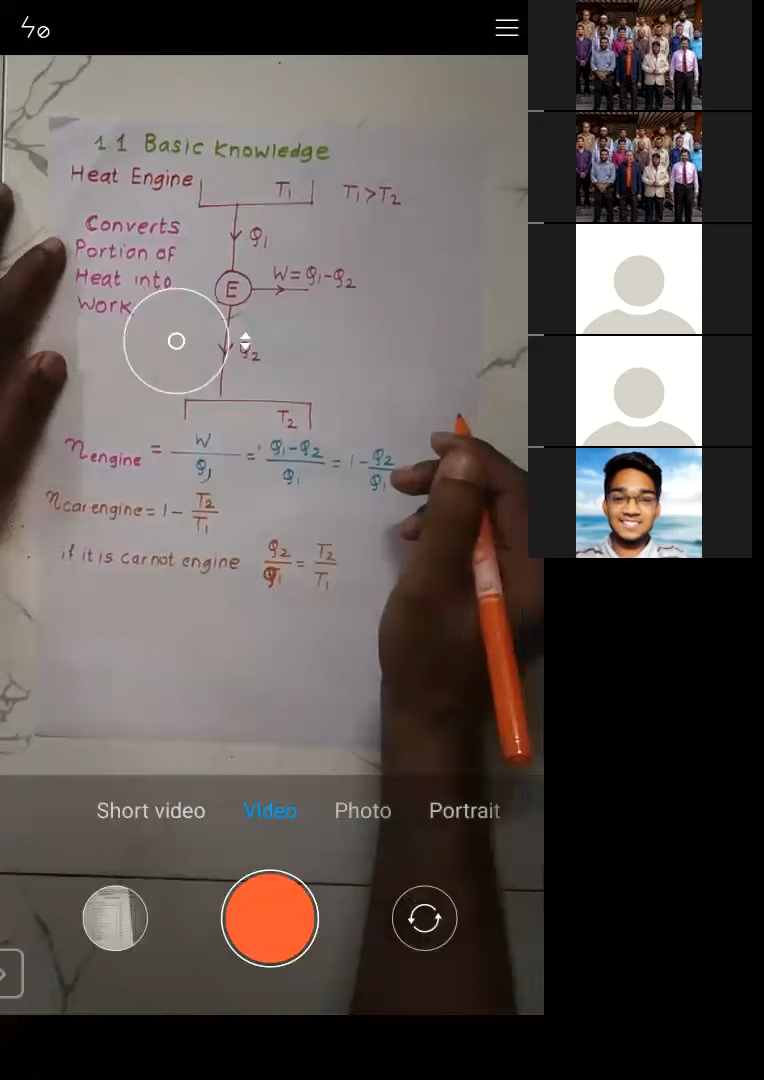 1 1 Basic Knowledge
Heat Engine
T1
T1>T2
Converts
Portion of
Heat into
Work
Q1
E
W=Q1-Q2
Q2
T2
ηengine = W/Q1 = Q1-Q2/Q1 = 1-Q2/Q1
ηcarengine= 1- T2/T1
if it is carnot engine Q2/Q1 = T2/T1
Short video Video Photo Portrait